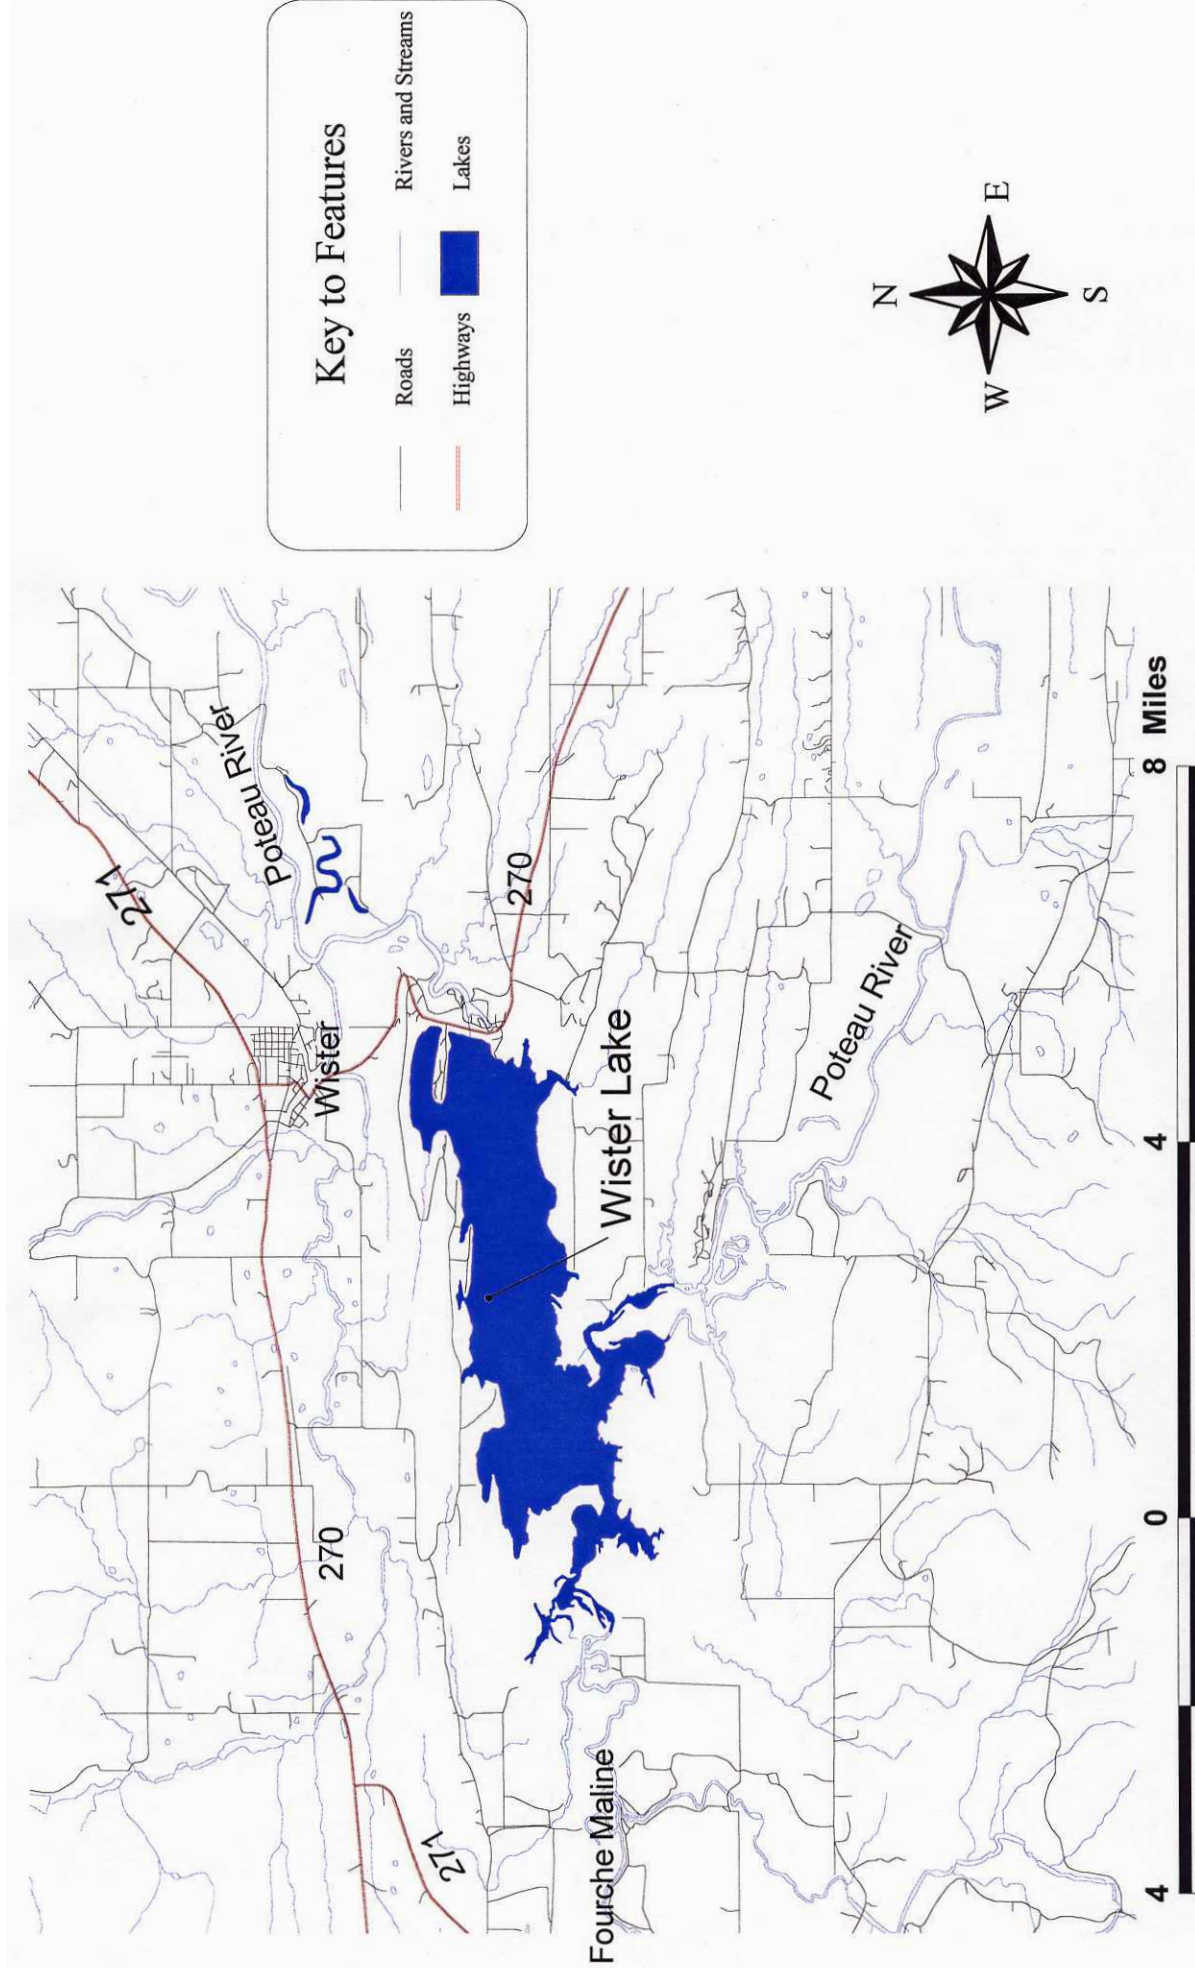 Key to Features
Roads
Rivers and Streams
Highways
Lakes
N
W
E
S
271
Poteau River
Wister
270
270
Wister Lake
Poteau River
271
Fourche Maline
4
0
4
8
Miles